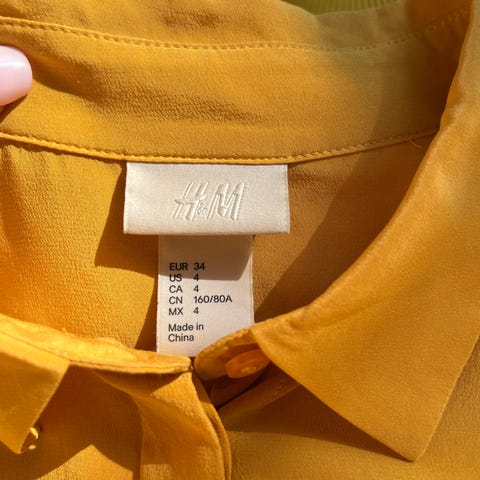 H&M
EUR 34
US 4
CA 4
CN 160/80A
MX 4
Made in
China